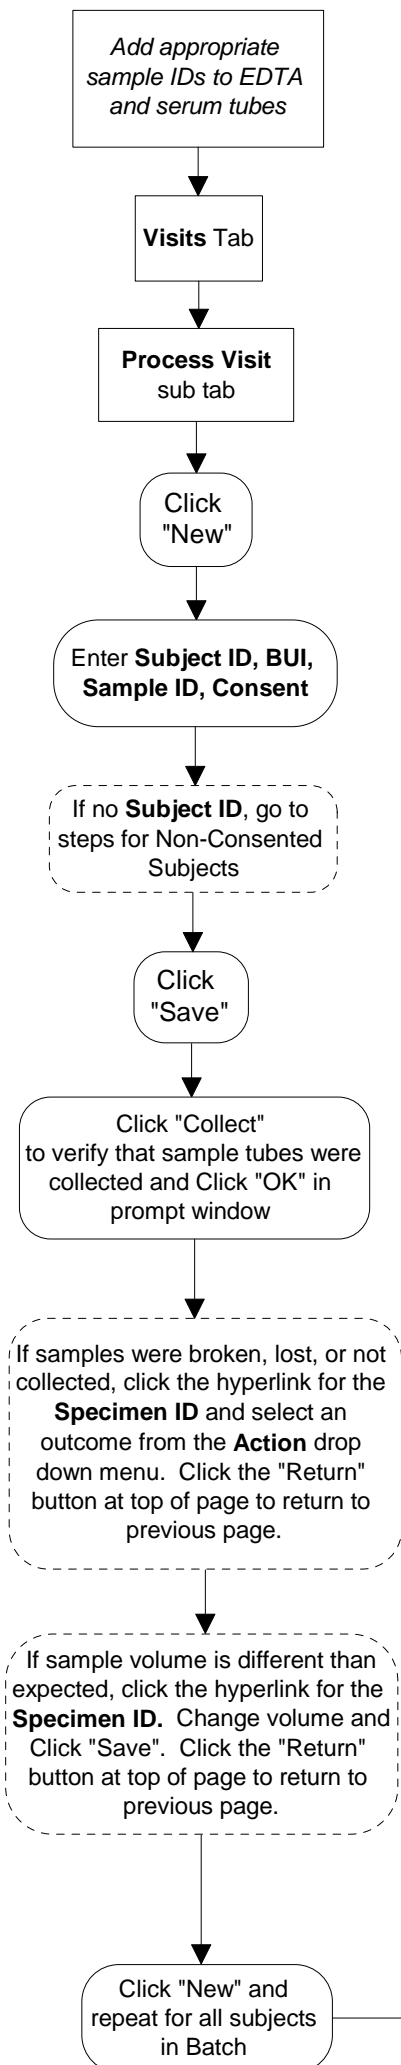 Add appropriate
sample IDs to EDTA
and serum tubes
Visits Tab
Process Visit
sub tab
Click
"New"
Enter Subject ID, BUI,
Sample ID, Consent
If no Subject ID, go to
steps for Non-Consented
Subjects
Click
"Save"
Click "Collect"
to verify that sample tubes were
collected and Click "OK" in
prompt window
If samples were broken, lost, or not
collected, click the hyperlink for the
Specimen ID and select an
outcome from the Action drop
down menu.  Click the "Return"
button at top of page to return to
previous page.
If sample volume is different than
expected, click the hyperlink for the
Specimen ID.  Change volume and
Click "Save".  Click the "Return"
button at top of page to return to
previous page.
Click "New" and
repeat for all subjects
in Batch